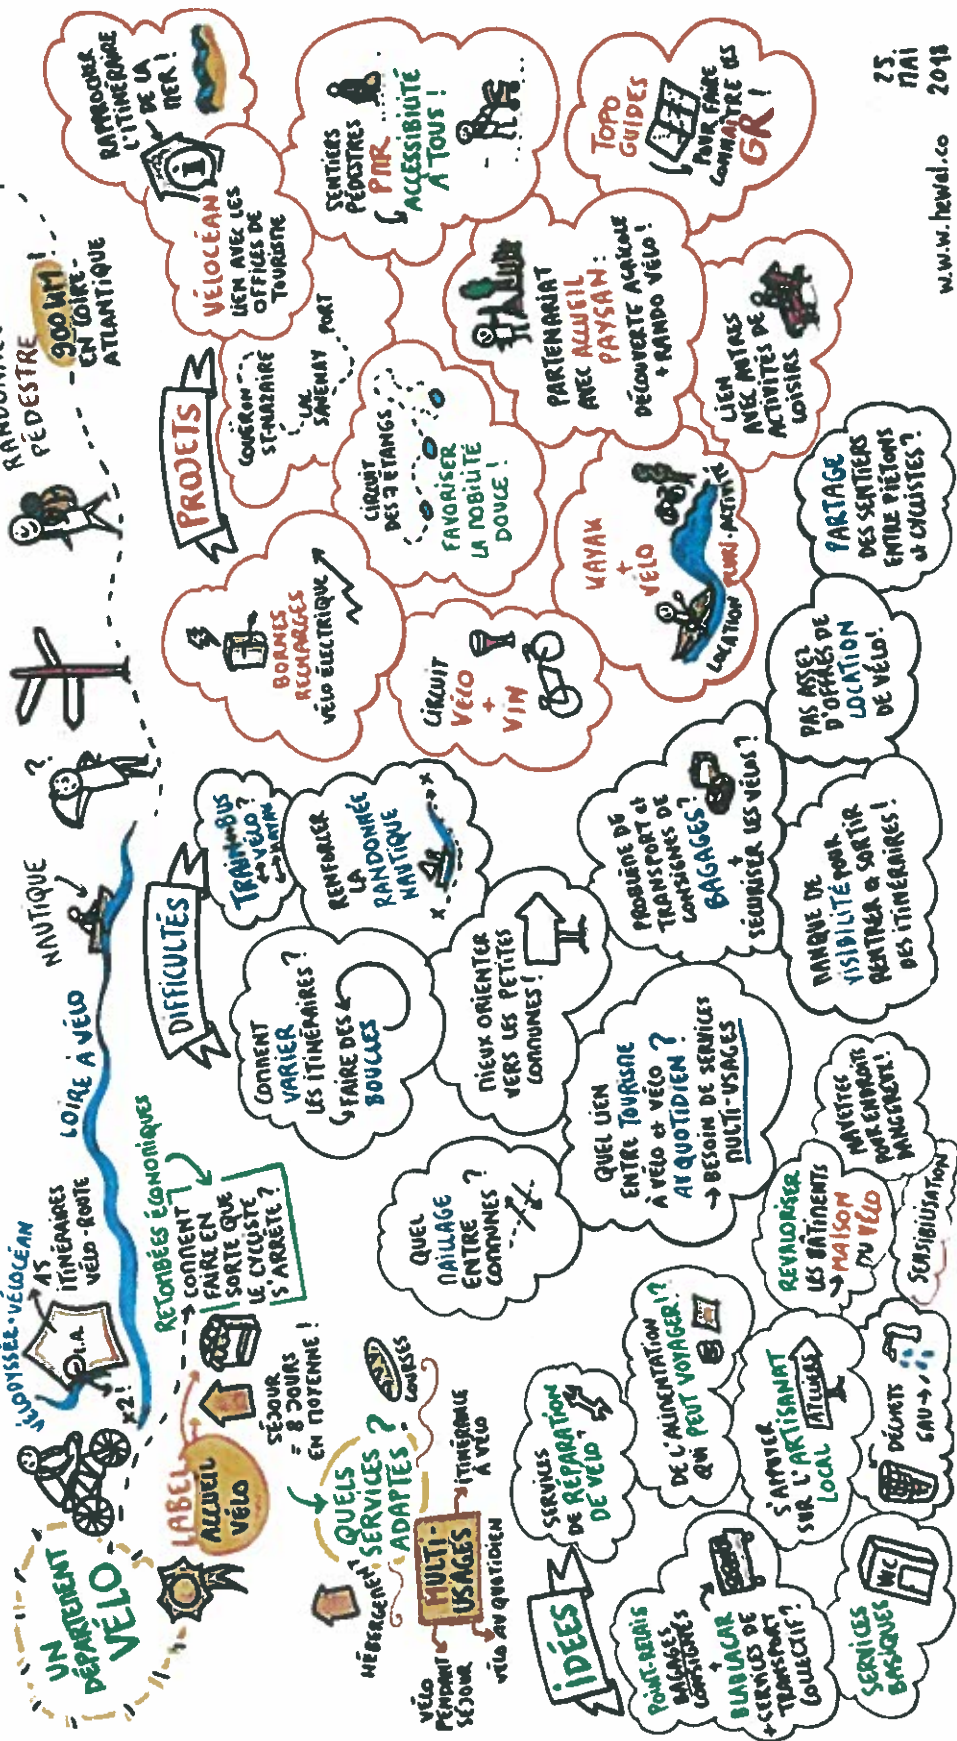 UN
DÉPARTEMENT
VÉLO
VÉLODYSSÉE • VÉLOCÉAN
15
ITINÉRAIRES
VÉLO-ROUTE
x2!
LOIRE À VÉLO
NAUTIQUE
?
PÉDESTRE
900 KM!
EN LOIRE-
ATLANTIQUE
LABEL
ACCUEIL
VÉLO
RETOMBÉES ÉCONOMIQUES
COMMENT
FAIRE EN
SORTE QUE
LE CYCLISTE
S'ARRÊTE ?
SÉJOUR
= 8 JOURS
EN MOYENNE !
QUELS
SERVICES
ADAPTÉS ?
HÉBERGEMENT
COURSES
MULTI-
USAGES
VÉLO
PENDANT
SÉJOUR
VÉLO AU QUOTIDIEN
ITINÉRANCE
À VÉLO
IDÉES
POINT-RELAIS
BAGAGES
CONSIGNES
BLABLACAR
+
SERVICES DE
TRANSPORT
COLLECTIF ?
SERVICES
BASIQUES
WC
DÉCHETS
EAU
SERVICES
DE RÉPARATION
DE VÉLO ?
DE L'ALIMENTATION
QUI PEUT VOYAGER !?
S'APPUYER
SUR L'ARTISANAT
LOCAL
ATELIERS
REVALORISER
LES BÂTIMENTS
→ MAISON
DU VÉLO
NAVETTES
POUR ENDROITS
DANGEREUX!
SENSIBILISATION
DIFFICULTÉS
COMMENT
VARIER
LES ITINÉRAIRES ?
FAIRE DES
BOUCLES
TRAIN BUS
↔ VÉLO ?
↔ KAYAK
RENFORCER
LA
RANDONNÉE
NAUTIQUE
MIEUX ORIENTER
VERS LES PETITES
COMMUNES !
QUEL
MAILLAGE
ENTRE
COMMUNES ?
QUEL LIEN
ENTRE TOURISME
À VÉLO et VÉLO
AU QUOTIDIEN ?
→ BESOIN DE SERVICES
MULTI-USAGES
PROBLÈME DE
TRANSPORT et
CONSIGNES DE
BAGAGES ?
+
SÉCURISER LES VÉLOS ?
MANQUE DE
VISIBILITÉ POUR
RENTRER et SORTIR
DES ITINÉRAIRES !
PAS ASSEZ
D'OFFRES DE
LOCATION
DE VÉLO!
PARTAGE
DES SENTIERS
ENTRE PIÉTONS
et CYCLISTES ?
PROJETS
BORNES
RECHARGES
VÉLO ÉLECTRIQUE
COUËRON
ST-NAZAIRE
LAC
SAVENAY
PORT
VÉLOCÉAN
LIEN AVEC LES
OFFICES DE
TOURISME
RAPPROCHER
L'ITINÉRAIRE
DE LA
MER !
CIRCUIT
VÉLO
+
VIN
CIRCUIT
DES 7 ÉTANGS
FAVORISER
LA MOBILITÉ
DOUCE !
SENTIERS
PÉDESTRES
PMR
ACCESSIBILITÉ
À TOUS !
KAYAK
+
VÉLO
LOCATION PLURI-ACTIVITÉ
PARTENARIAT
AVEC ACCUEIL
PAYSAN :
DÉCOUVERTE AGRICOLE
+ RANDO VÉLO !
LIEN
AVEC AUTRES
ACTIVITÉS DE
LOISIRS
TOPO
GUIDES
POUR FAIRE
CONNAÎTRE les
GR !
25
MAI
2018
www.hewel.co